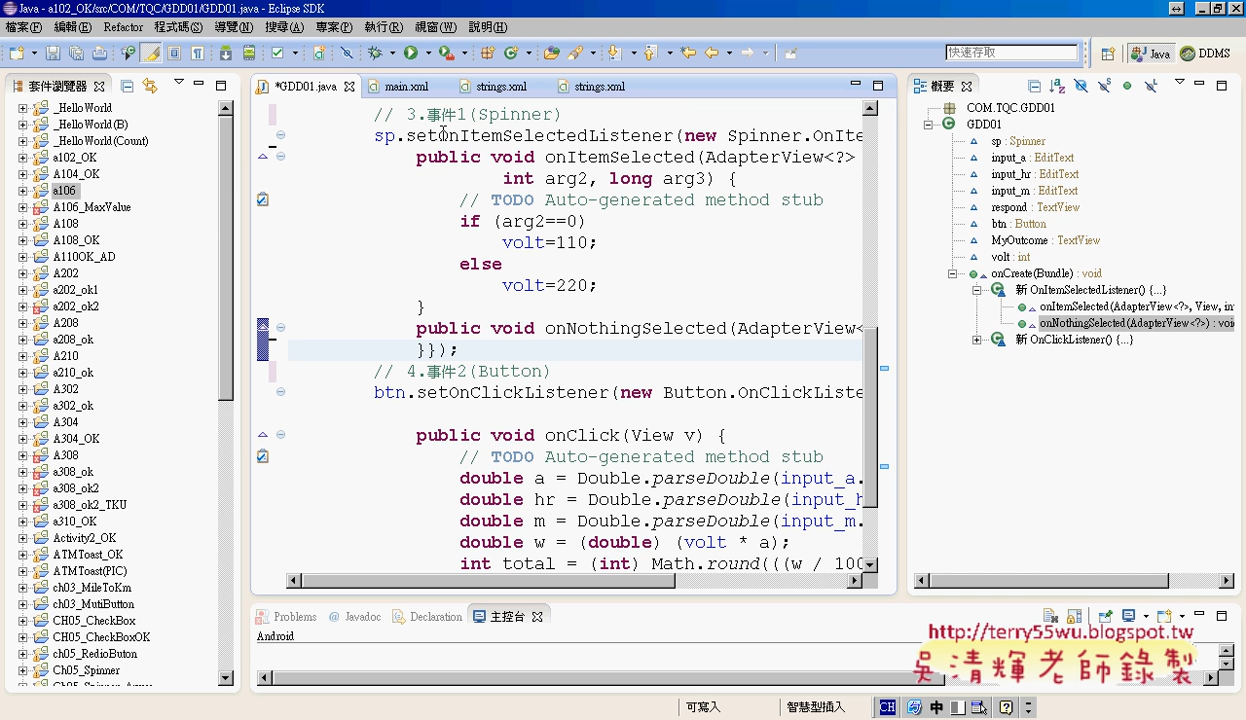 Java - a102_OK/src/COM/TQC/GDD01/GDD01.java - Eclipse SDK
檔案(F) 編輯(E) Refactor 程式碼(S) 導覽(N) 搜尋(A) 專案(P) 執行(R) 視窗(W) 說明(H)
快速存取 Java DDMS
套件瀏覽器
_HelloWorld
_HelloWorld(B)
_HelloWorld(Count)
a102_OK
A104_OK
a106
A106_MaxValue
A108
A108_OK
A110OK_AD
A202
a202_ok1
a202_ok2
A208
a208_ok
A210
a210_ok
A302
a302_ok
A304
A304_OK
A308
a308_ok
a308_ok2
a308_ok2_TKU
a310_OK
Activity2_OK
ATMToast_OK
ATMToast(PIC)
ch03_MileToKm
ch03_MutiButton
CH05_CheckBox
CH05_CheckBoxOK
ch05_RedioButon
Ch05_Spinner
*GDD01.java main.xml strings.xml strings.xml
// 3.事件1(Spinner)
sp.setOnItemSelectedListener(new Spinner.OnIte
public void onItemSelected(AdapterView<?>
int arg2, long arg3) {
// TODO Auto-generated method stub
if (arg2==0)
volt=110;
else
volt=220;
}
public void onNothingSelected(AdapterView<
}});
// 4.事件2(Button)
btn.setOnClickListener(new Button.OnClickListe
public void onClick(View v) {
// TODO Auto-generated method stub
double a = Double.parseDouble(input_a.
double hr = Double.parseDouble(input_h
double m = Double.parseDouble(input_m.
double w = (double) (volt * a);
int total = (int) Math.round(((w / 100
概要
COM.TQC.GDD01
GDD01
sp : Spinner
input_a : EditText
input_hr : EditText
input_m : EditText
respond : TextView
btn : Button
MyOutcome : TextView
volt : int
onCreate(Bundle) : void
新 OnItemSelectedListener() {...}
onItemSelected(AdapterView<?>, View, in
onNothingSelected(AdapterView<?>) : voi
新 OnClickListener() {...}
Problems @ Javadoc Declaration 主控台
Android
http://terry55wu.blogspot.tw
吳清輝老師錄製
可寫入 智慧型插入 CH 中